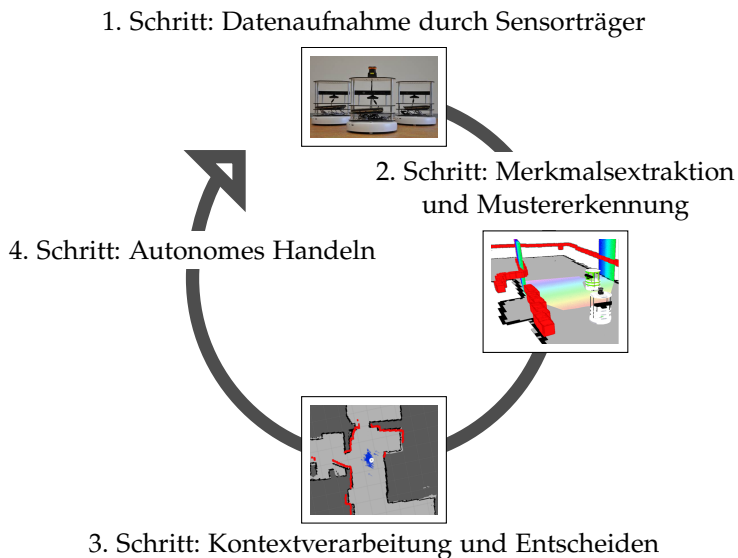 1. Schritt: Datenaufnahme durch Sensorträger
2. Schritt: Merkmalsextraktion
und Mustererkennung
4. Schritt: Autonomes Handeln
3. Schritt: Kontextverarbeitung und Entscheiden